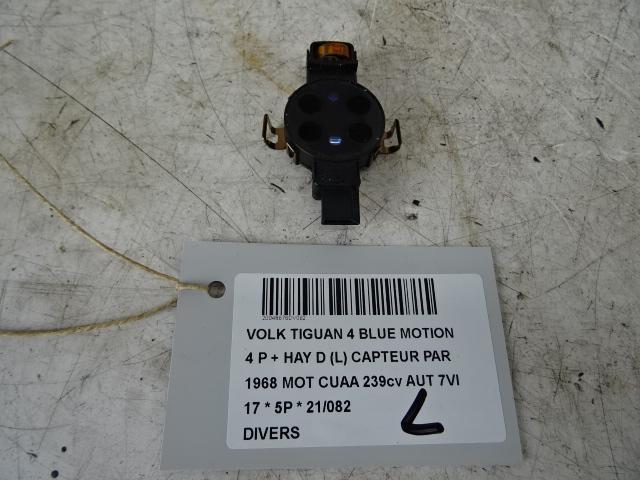 20048676DV082
VOLK TIGUAN 4 BLUE MOTION
4 P + HAY D (L) CAPTEUR PAR
1968 MOT CUAA 239cv AUT 7VI
17 * 5P * 21/082
DIVERS
L